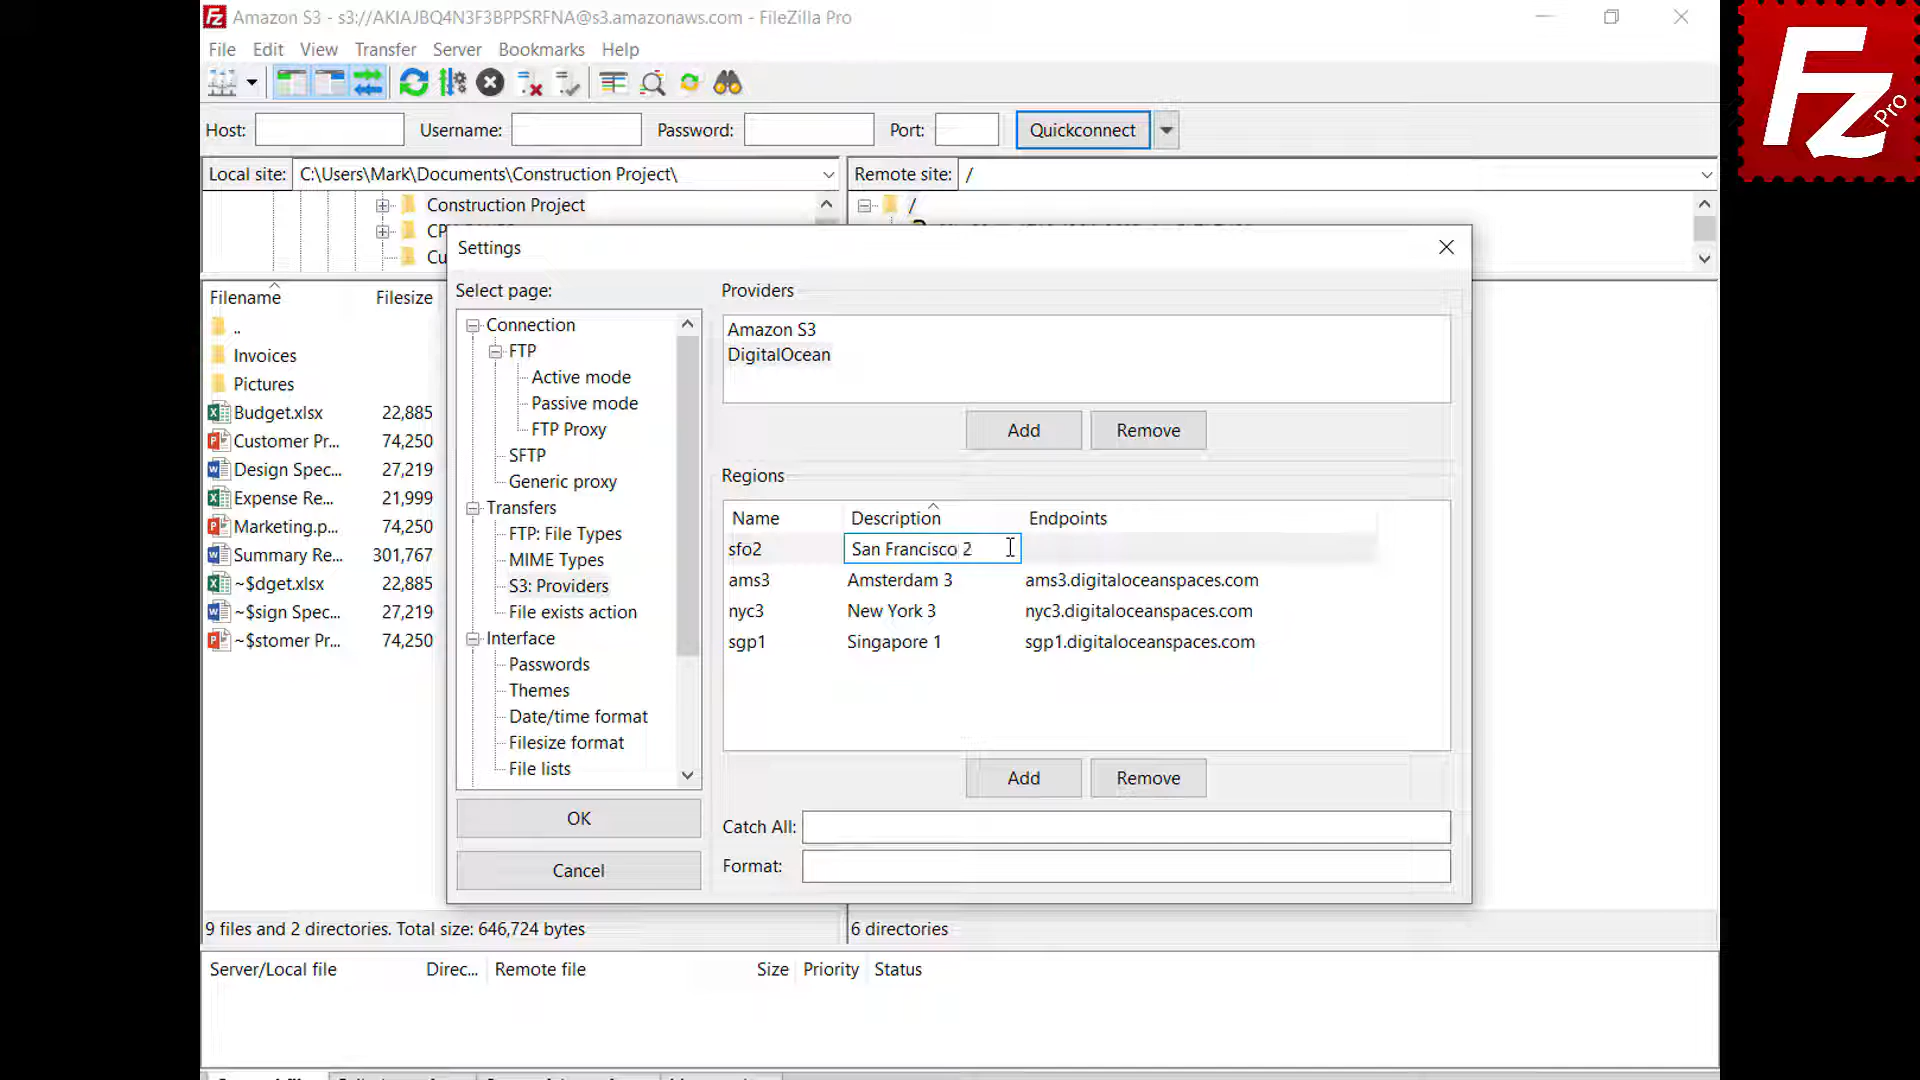 Amazon S3 - s3://AKIAJBQ4N3F3BPPSRFNA@s3.amazonaws.com - FileZilla Pro
File Edit View Transfer Server Bookmarks Help
Host: Username: Password: Port: Quickconnect
Local site: C:\Users\Mark\Documents\Construction Project\
Remote site: /
Construction Project
/
Cu
Filename Filesize
..
Invoices
Pictures
Budget.xlsx 22,885
Customer Pr... 74,250
Design Spec... 27,219
Expense Re... 21,999
Marketing.p... 74,250
Summary Re... 301,767
~$dget.xlsx 22,885
~$sign Spec... 27,219
~$stomer Pr... 74,250
Settings
Select page:
Connection
FTP
Active mode
Passive mode
FTP Proxy
SFTP
Generic proxy
Transfers
FTP: File Types
MIME Types
S3: Providers
File exists action
Interface
Passwords
Themes
Date/time format
Filesize format
File lists
OK
Cancel
Providers
Amazon S3
DigitalOcean
Add Remove
Regions
Name Description Endpoints
sfo2 San Francisco 2
ams3 Amsterdam 3 ams3.digitaloceanspaces.com
nyc3 New York 3 nyc3.digitaloceanspaces.com
sgp1 Singapore 1 sgp1.digitaloceanspaces.com
Add Remove
Catch All:
Format:
9 files and 2 directories. Total size: 646,724 bytes
6 directories
Server/Local file Direc... Remote file Size Priority Status
Fz Pro